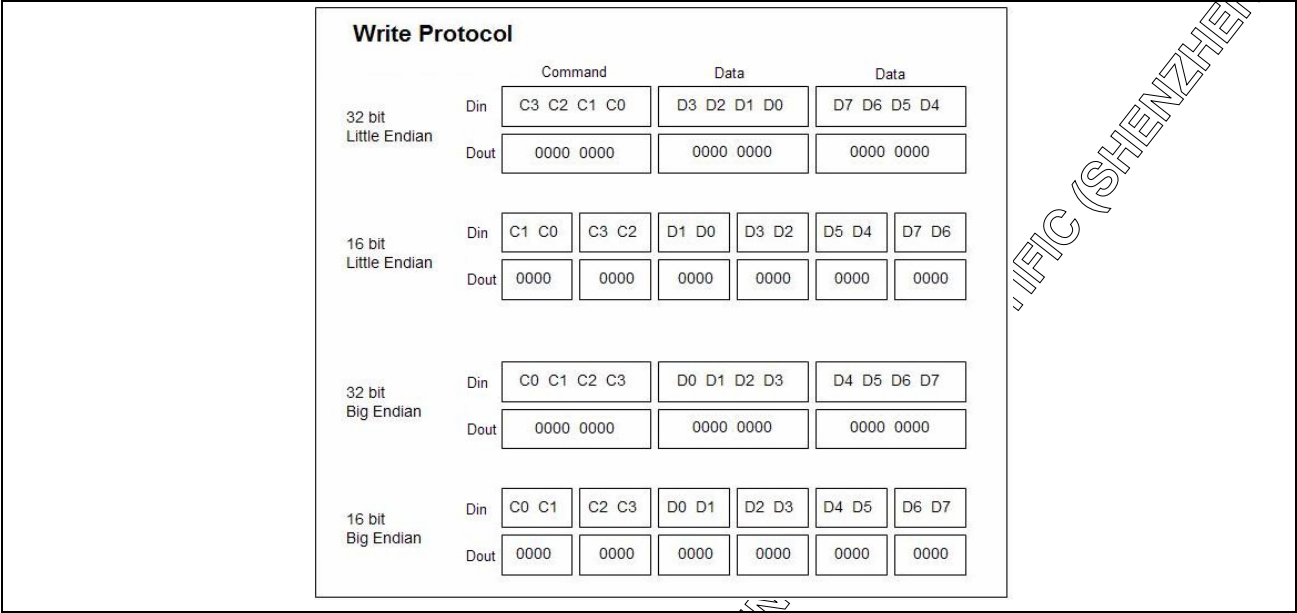 Write Protocol
Command Data Data
32 bit
Little Endian
Din C3 C2 C1 C0 D3 D2 D1 D0 D7 D6 D5 D4
Dout 0000 0000 0000 0000 0000 0000
16 bit
Little Endian
Din C1 C0 C3 C2 D1 D0 D3 D2 D5 D4 D7 D6
Dout 0000 0000 0000 0000 0000 0000
32 bit
Big Endian
Din C0 C1 C2 C3 D0 D1 D2 D3 D4 D5 D6 D7
Dout 0000 0000 0000 0000 0000 0000
16 bit
Big Endian
Din C0 C1 C2 C3 D0 D1 D2 D3 D4 D5 D6 D7
Dout 0000 0000 0000 0000 0000 0000